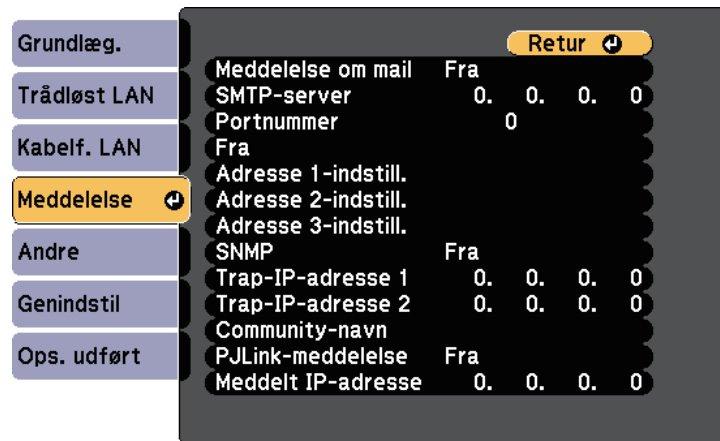 Grundlæg.
Trådløst LAN
Kabelf. LAN
Meddelelse
Andre
Genindstil
Ops. udført
Retur
Meddelelse om mail Fra
SMTP-server 0. 0. 0. 0
Portnummer 0
Fra
Adresse 1-indstill.
Adresse 2-indstill.
Adresse 3-indstill.
SNMP Fra
Trap-IP-adresse 1 0. 0. 0. 0
Trap-IP-adresse 2 0. 0. 0. 0
Community-navn
PJLink-meddelelse Fra
Meddelt IP-adresse 0. 0. 0. 0